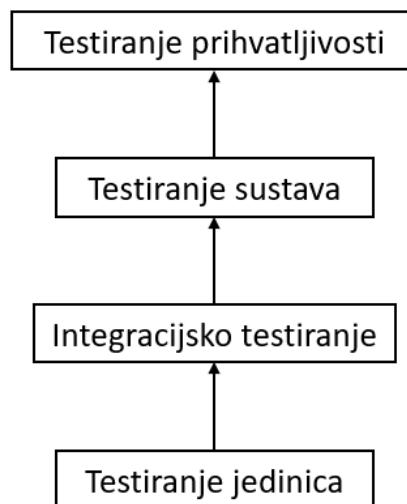 Testiranje prihvatljivosti
Testiranje sustava
Integracijsko testiranje
Testiranje jedinica